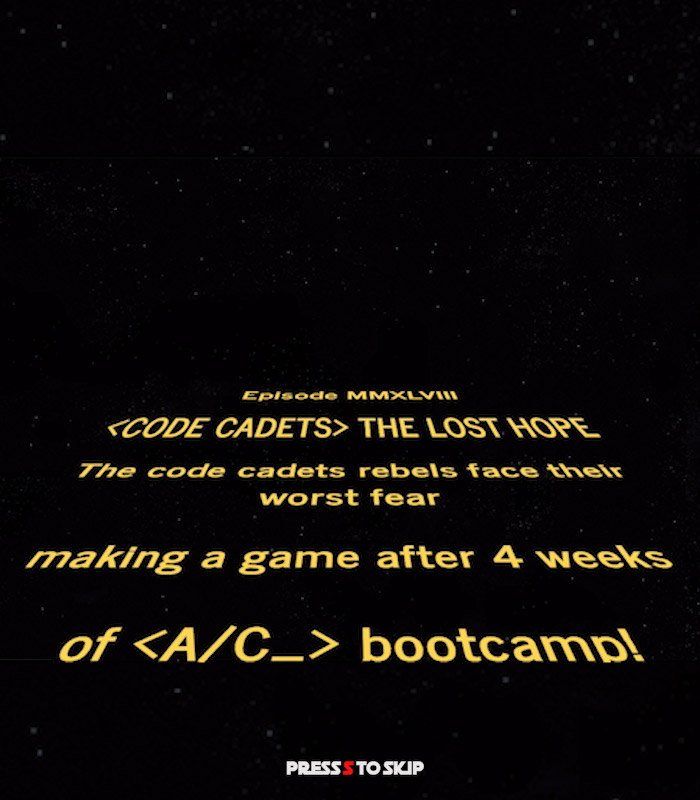 Episode MMXLVIII
<CODE CADETS> THE LOST HOPE
The code cadets rebels face their
worst fear
making a game after 4 weeks
of <A/C_> bootcamp!
PRESS S TO SKIP